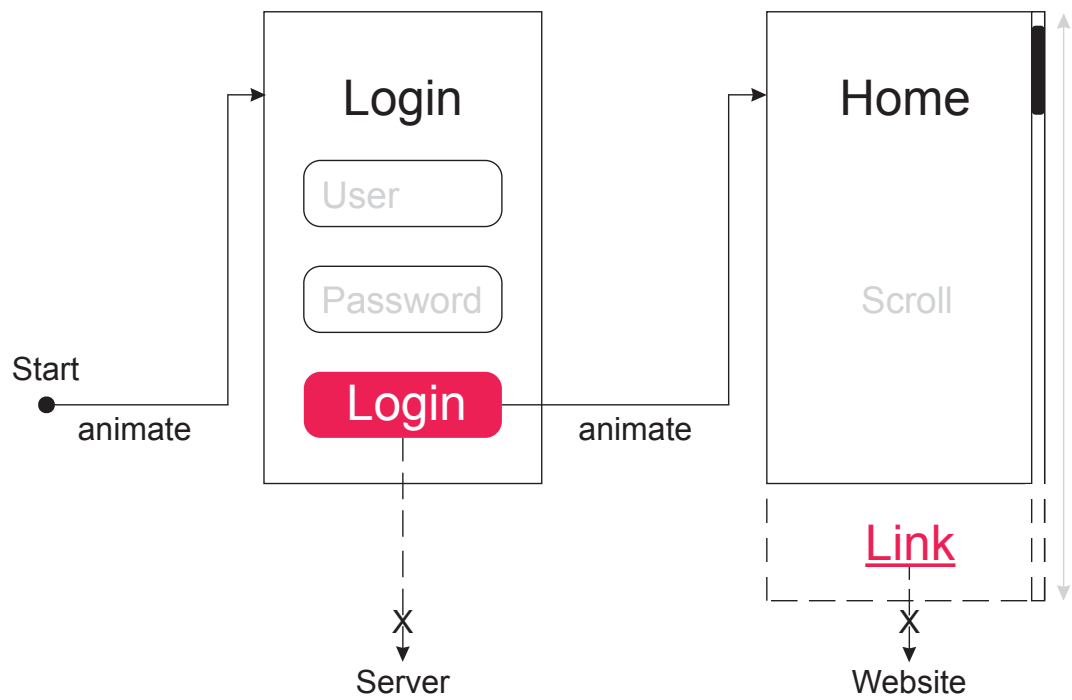 Start
animate
Login
User
Password
Login
animate
X
Server
Home
Scroll
Link
X
Website